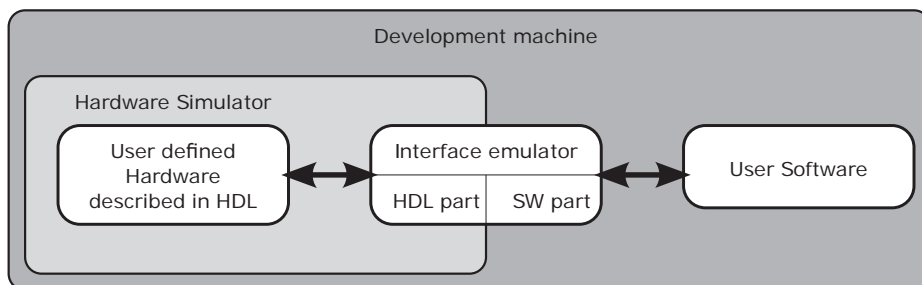 Development machine
Hardware Simulator
User defined
Hardware
described in HDL
Interface emulator
HDL part
SW part
User Software